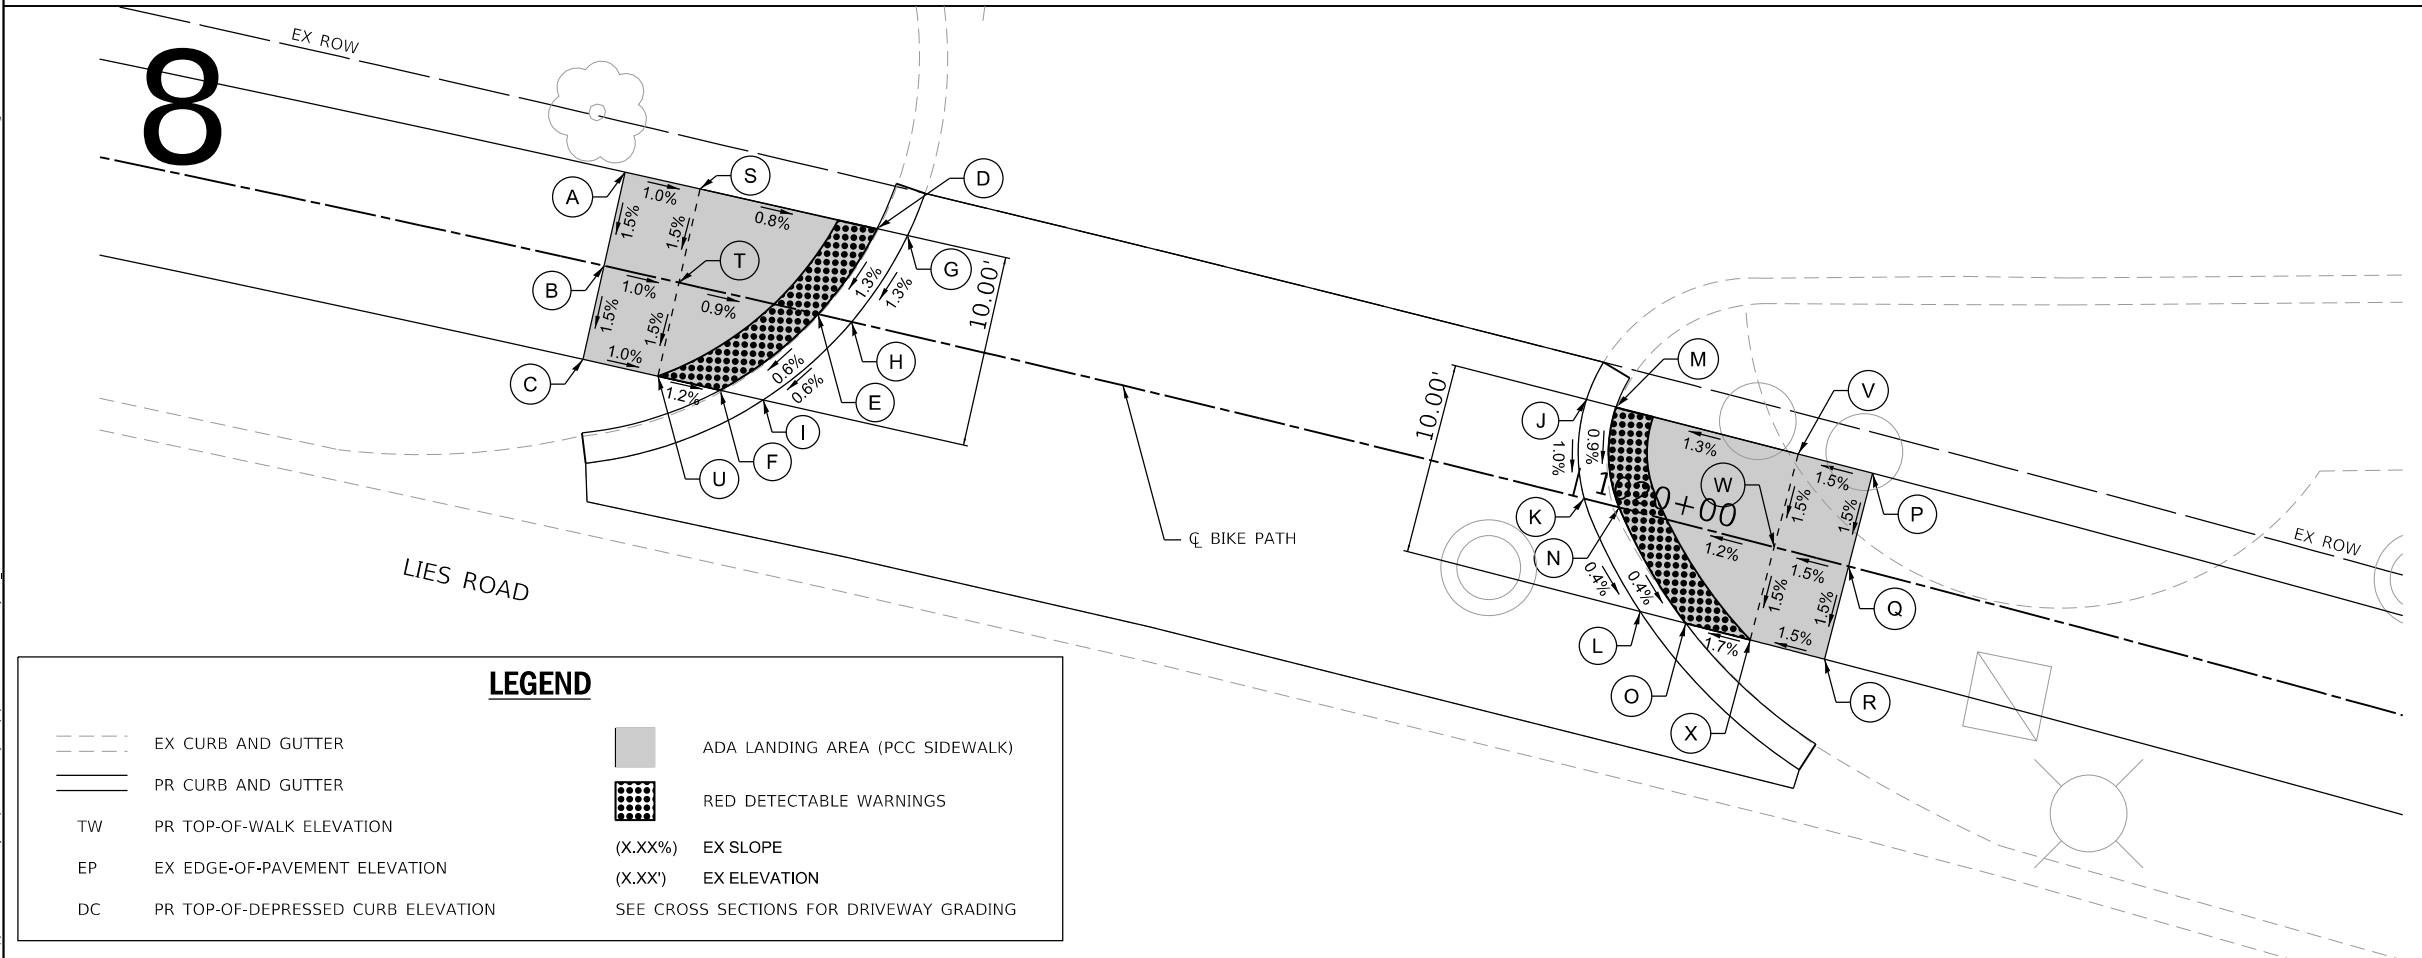 8
EX ROW
A
S
D
1.0%
0.8%
1.5%
1.5%
T
G
B
1.0%
0.9%
1.3%
1.3%
10.00'
1.5%
1.5%
H
C
1.0%
1.2%
0.6%
0.6%
E
I
F
U
LIES ROAD
℄ BIKE PATH
10.00'
M
V
J
1.0%
0.9%
1.3%
W
1.5%
P
K
1.5%
1.5%
0+00
N
1.2%
1.5%
Q
0.4%
0.4%
1.5%
1.5%
L
1.7%
1.5%
O
X
R
EX ROW
LEGEND
EX CURB AND GUTTER
PR CURB AND GUTTER
TW PR TOP-OF-WALK ELEVATION
EP EX EDGE-OF-PAVEMENT ELEVATION
DC PR TOP-OF-DEPRESSED CURB ELEVATION
ADA LANDING AREA (PCC SIDEWALK)
RED DETECTABLE WARNINGS
(X.XX%) EX SLOPE
(X.XX') EX ELEVATION
SEE CROSS SECTIONS FOR DRIVEWAY GRADING